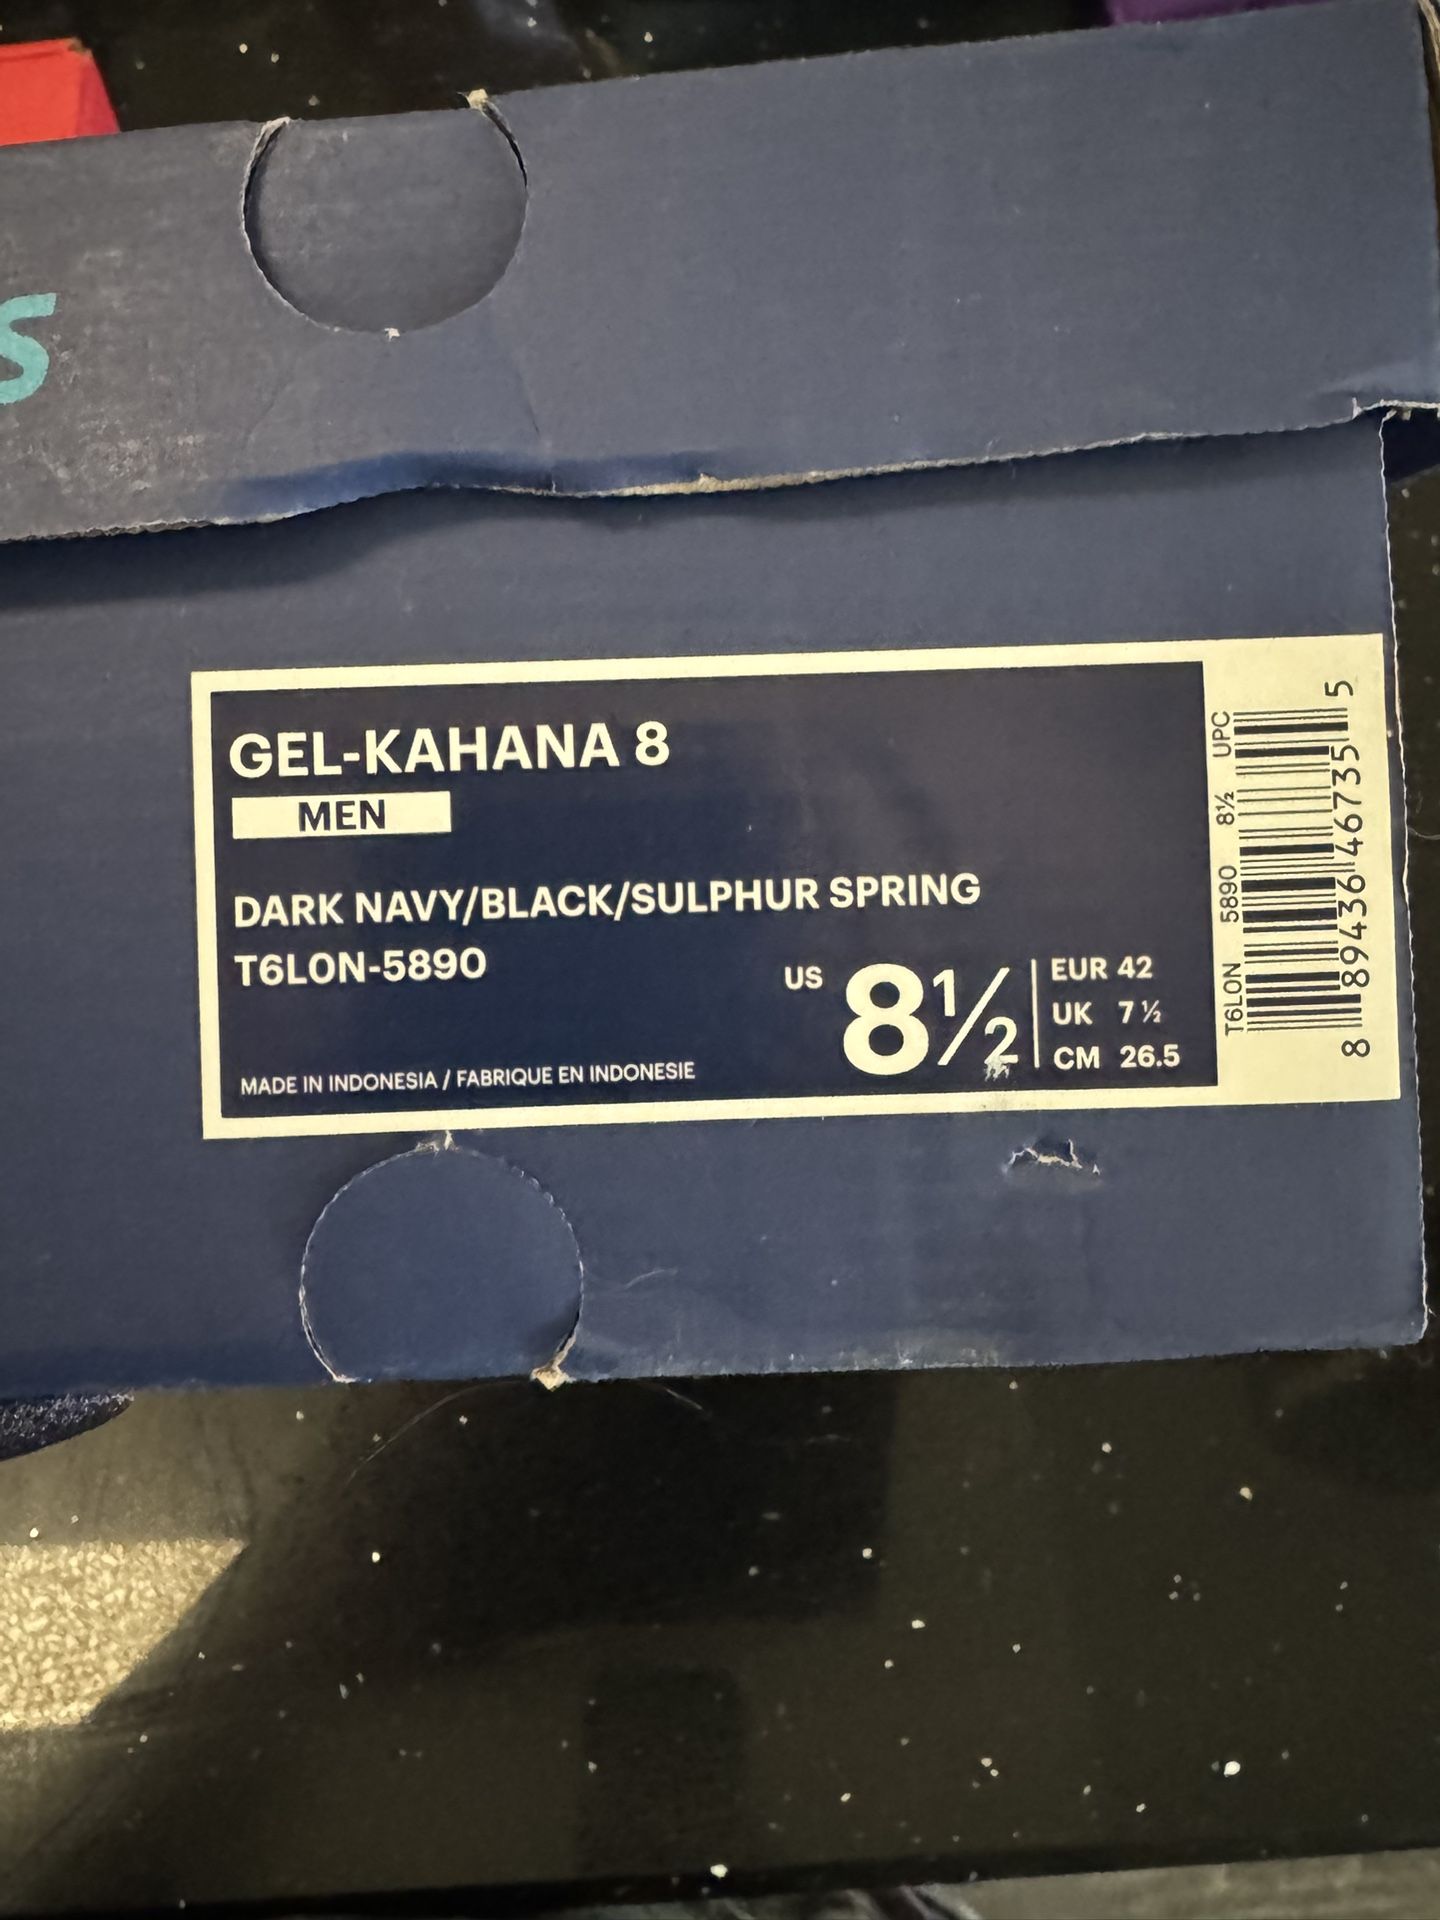 s
GEL-KAHANA 8
MEN
DARK NAVY/BLACK/SULPHUR SPRING
T6L0N-5890
US 8½
EUR 42
UK 7½
CM 26.5
MADE IN INDONESIA / FABRIQUE EN INDONESIE
T6L0N 5890 8½ UPC
8 89436 46735 5